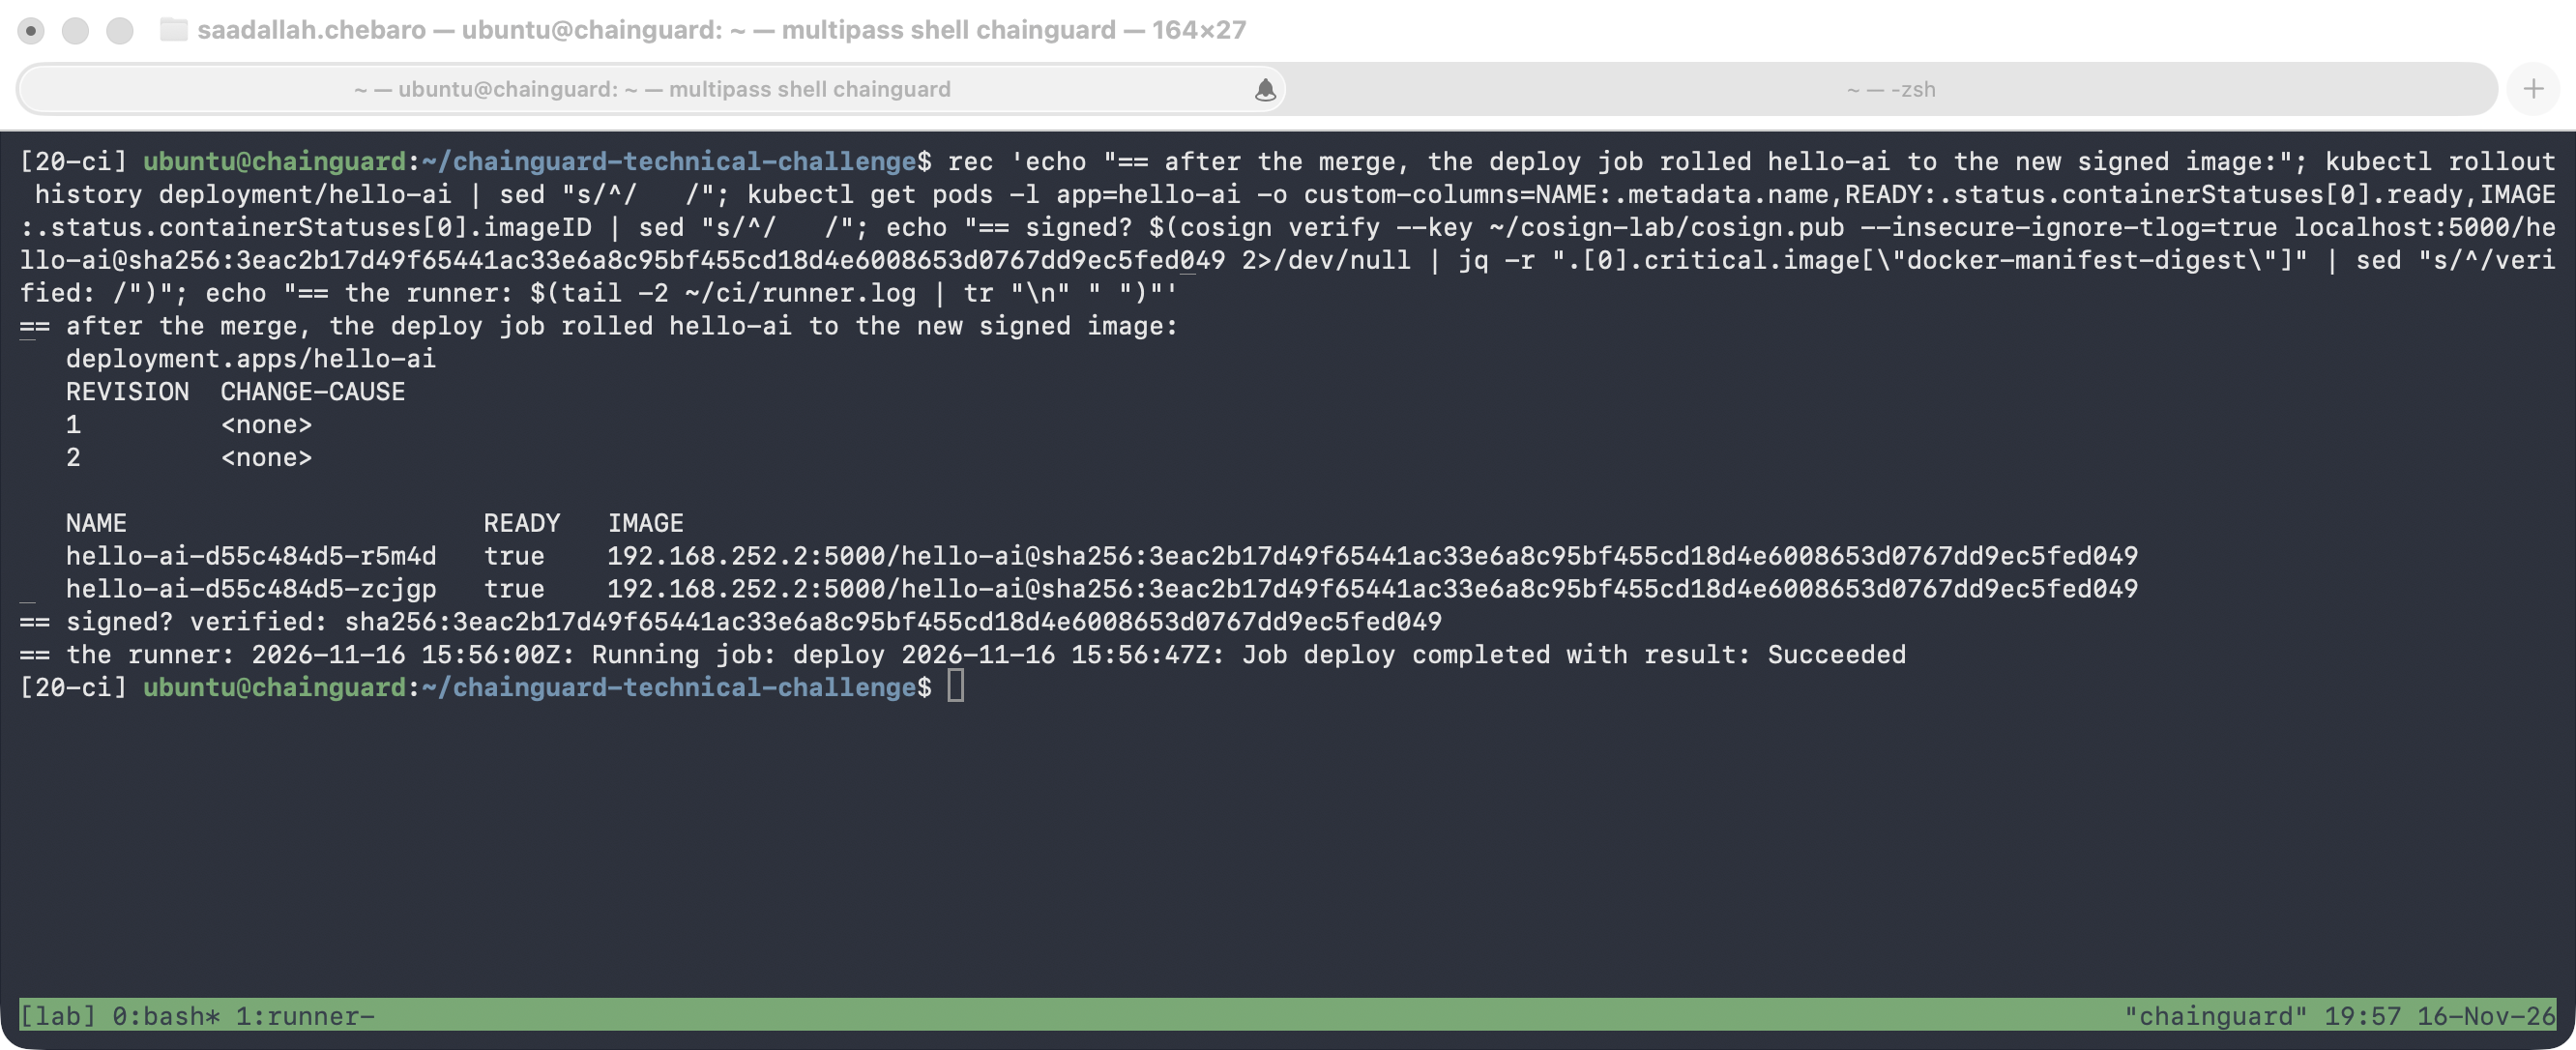 saadallah.chebaro — ubuntu@chainguard: ~ — multipass shell chainguard — 164×27
~ — ubuntu@chainguard: ~ — multipass shell chainguard
~ — -zsh
[20-ci] ubuntu@chainguard:~/chainguard-technical-challenge$ rec 'echo "== after the merge, the deploy job rolled hello-ai to the new signed image:"; kubectl rollout
 history deployment/hello-ai | sed "s/^/   /"; kubectl get pods -l app=hello-ai -o custom-columns=NAME:.metadata.name,READY:.status.containerStatuses[0].ready,IMAGE
:.status.containerStatuses[0].imageID | sed "s/^/   /"; echo "== signed? $(cosign verify --key ~/cosign-lab/cosign.pub --insecure-ignore-tlog=true localhost:5000/he
llo-ai@sha256:3eac2b17d49f65441ac33e6a8c95bf455cd18d4e6008653d0767dd9ec5fed049 2>/dev/null | jq -r ".[0].critical.image[\"docker-manifest-digest\"]" | sed "s/^/veri
fied: /")"; echo "== the runner: $(tail -2 ~/ci/runner.log | tr "\n" " ")"'
== after the merge, the deploy job rolled hello-ai to the new signed image:
   deployment.apps/hello-ai
   REVISION  CHANGE-CAUSE
   1         <none>
   2         <none>

   NAME                       READY   IMAGE
   hello-ai-d55c484d5-r5m4d   true    192.168.252.2:5000/hello-ai@sha256:3eac2b17d49f65441ac33e6a8c95bf455cd18d4e6008653d0767dd9ec5fed049
   hello-ai-d55c484d5-zcjgp   true    192.168.252.2:5000/hello-ai@sha256:3eac2b17d49f65441ac33e6a8c95bf455cd18d4e6008653d0767dd9ec5fed049
== signed? verified: sha256:3eac2b17d49f65441ac33e6a8c95bf455cd18d4e6008653d0767dd9ec5fed049
== the runner: 2026-11-16 15:56:00Z: Running job: deploy 2026-11-16 15:56:47Z: Job deploy completed with result: Succeeded
[20-ci] ubuntu@chainguard:~/chainguard-technical-challenge$
[lab] 0:bash* 1:runner-
"chainguard" 19:57 16-Nov-26